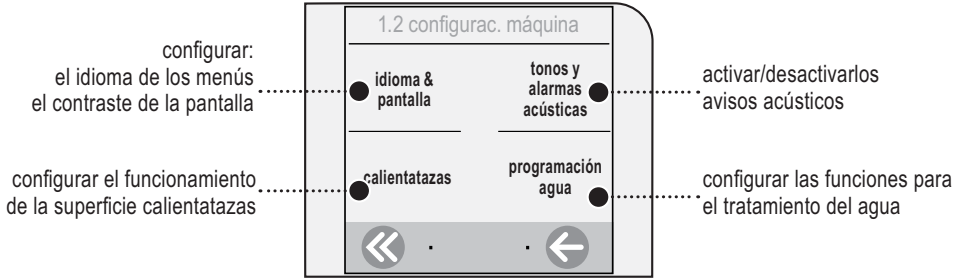 1.2 configurac. máquina
configurar:
el idioma de los menús
el contraste de la pantalla
idioma &
pantalla
tonos y
alarmas
acústicas
activar/desactivarlos
avisos acústicos
configurar el funcionamiento
de la superficie calientatazas
calientatazas
programación
agua
configurar las funciones para
el tratamiento del agua